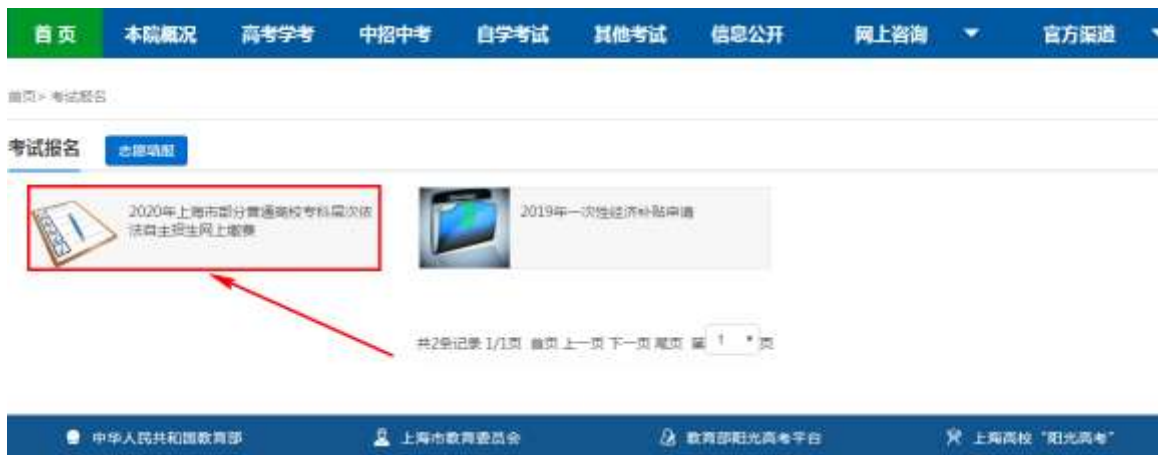 首页 本院概况 高考学考 中招中考 自学考试 其他考试 信息公开 网上咨询 官方渠道
首页> 考试报名
考试报名 志愿填报
2020年上海市部分普通高校专科层次依
法自主招生网上缴费
2019年一次性经济补贴申请
共2条记录 1/1页 首页 上一页 下一页 尾页 第 1 页
中华人民共和国教育部 上海市教育委员会 教育部阳光高考平台 上海高校“阳光高考”